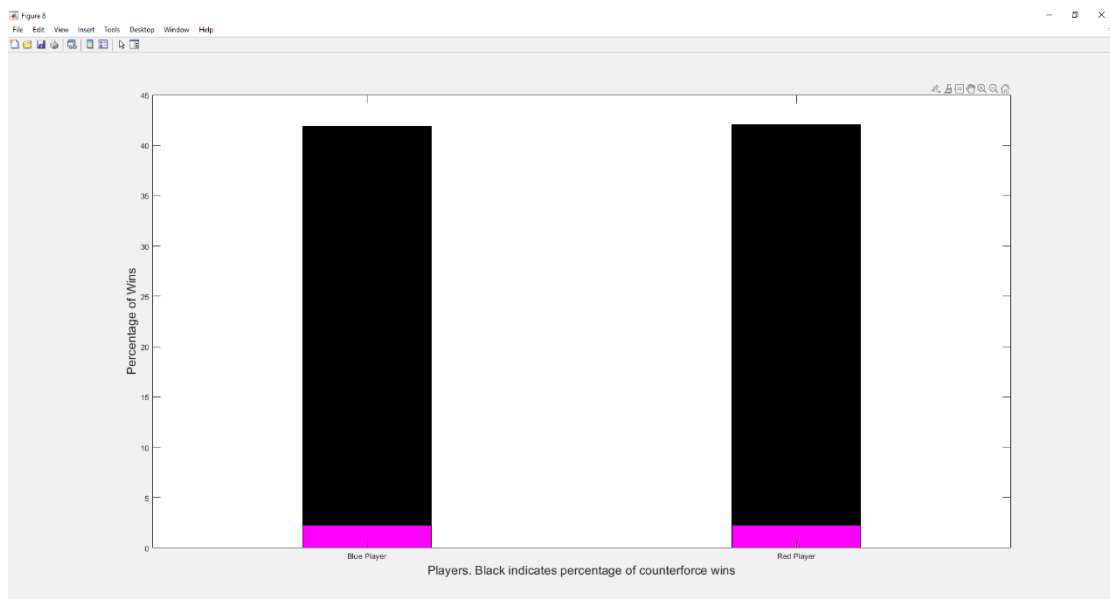 Figure 8
File Edit View Insert Tools Desktop Window Help
45
40
35
30
25
20
15
10
5
0
Percentage of Wins
Blue Player Red Player
Players. Black indicates percentage of counterforce wins